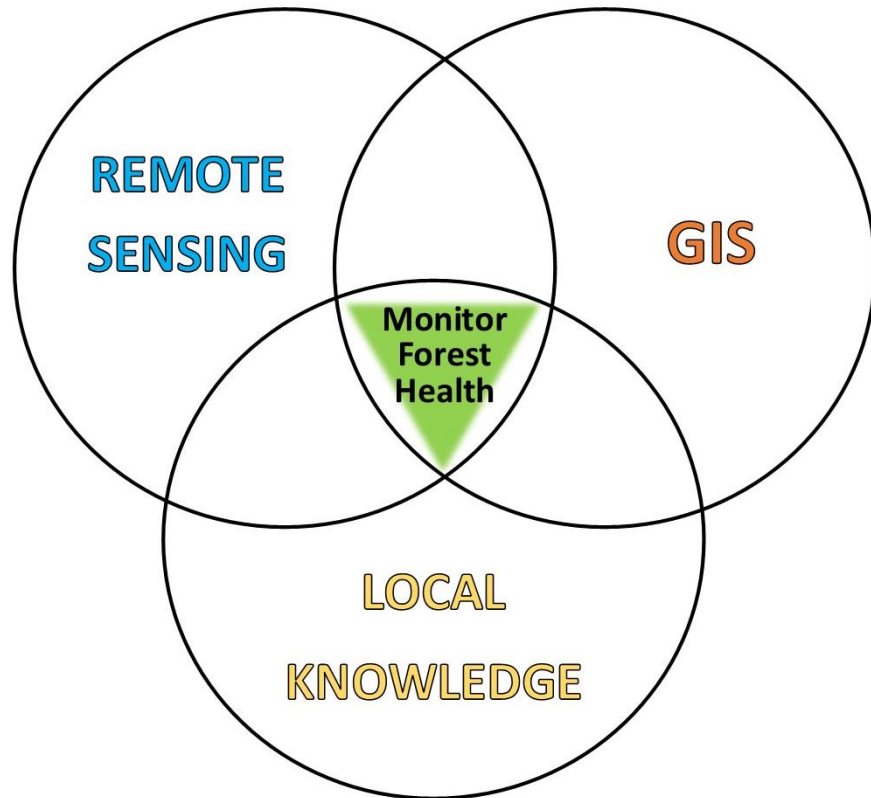 REMOTE
SENSING
GIS
Monitor
Forest
Health
LOCAL
KNOWLEDGE